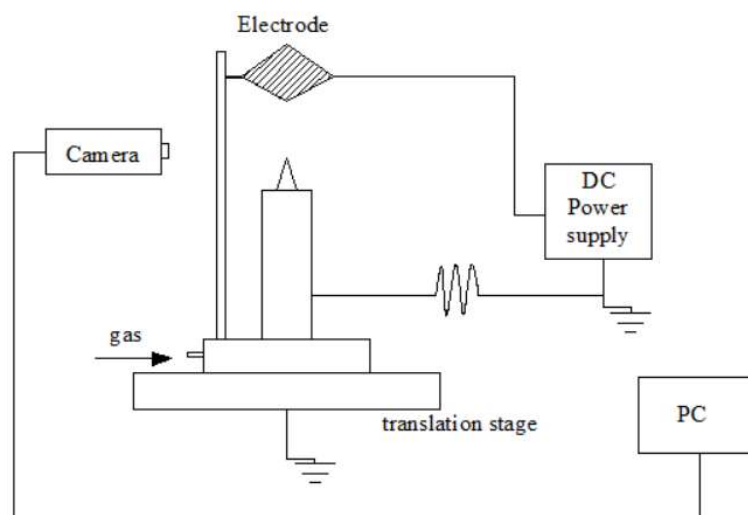 Electrode
Camera
DC
Power
supply
gas
translation stage
PC